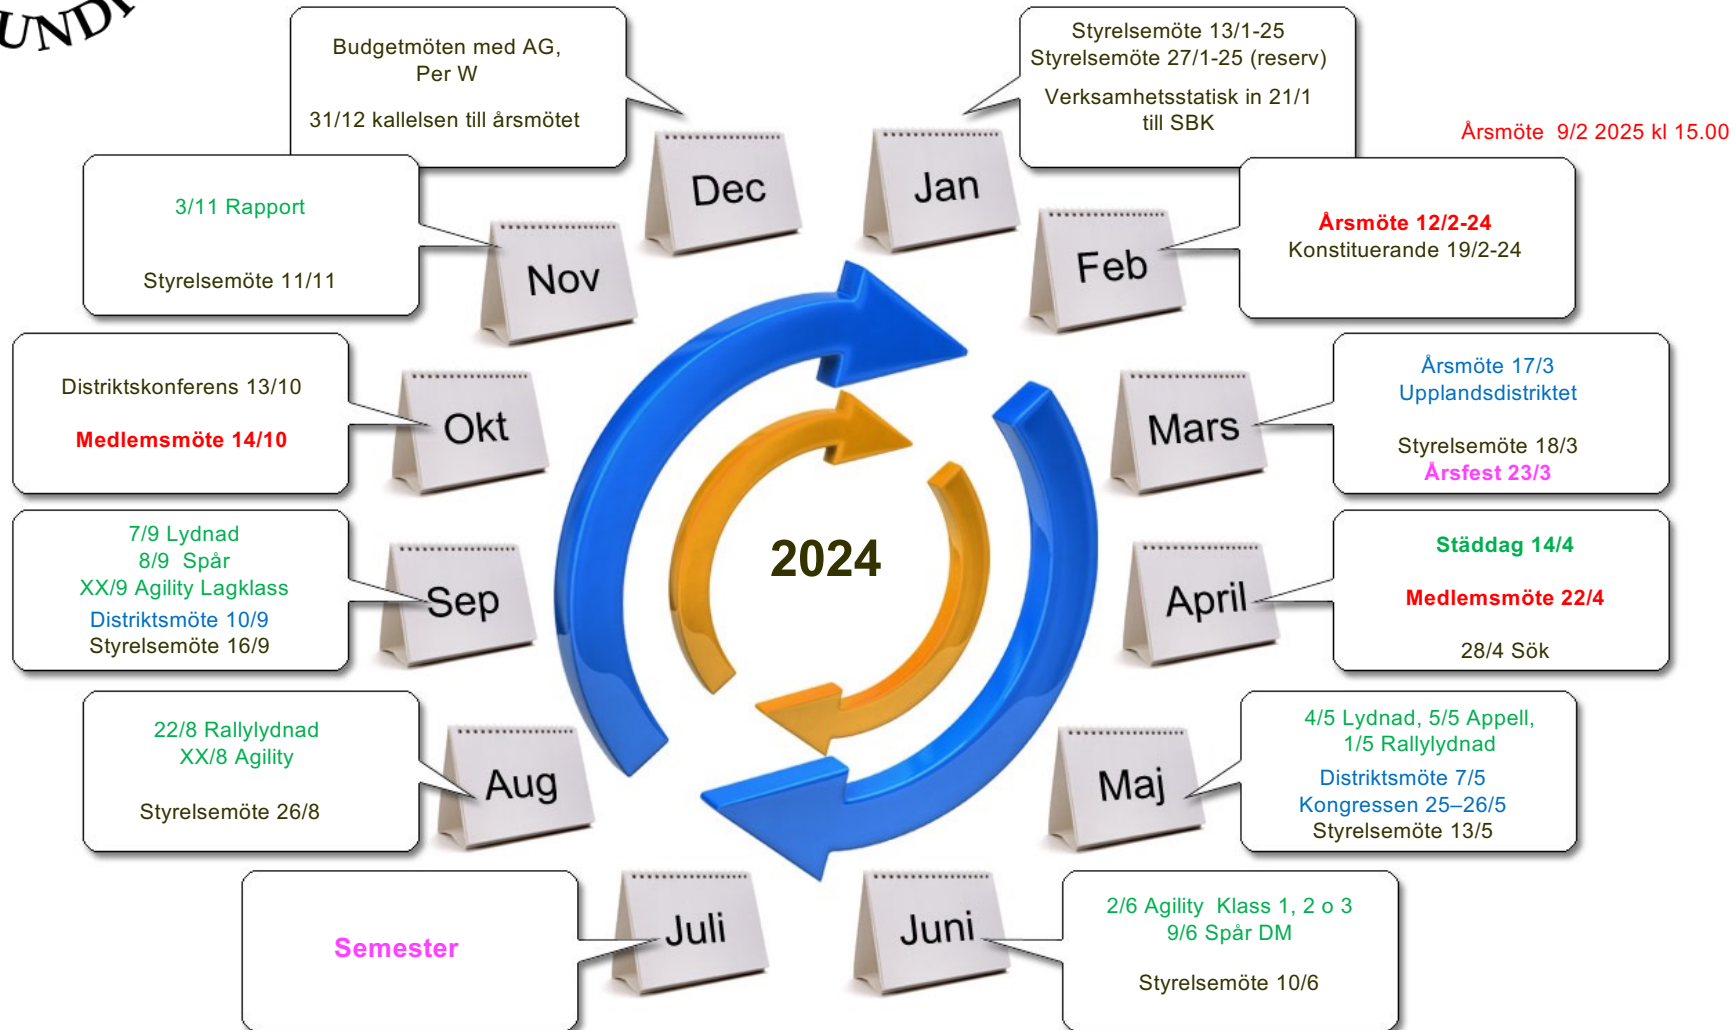 UND
Budgetmöten med AG,
Per W
31/12 kallelsen till årsmötet
Dec
Styrelsemöte 13/1-25
Styrelsemöte 27/1-25 (reserv)
Verksamhetsstatisk in 21/1
till SBK
Jan
Årsmöte 9/2 2025 kl 15.00
Årsmöte 12/2-24
Konstituerande 19/2-24
Feb
Årsmöte 17/3
Upplandsdistriktet
Styrelsemöte 18/3
Årsfest 23/3
Mars
Städdag 14/4
Medlemsmöte 22/4
28/4 Sök
April
4/5 Lydnad, 5/5 Appell,
1/5 Rallylydnad
Distriktsmöte 7/5
Kongressen 25–26/5
Styrelsemöte 13/5
Maj
2/6 Agility Klass 1, 2 o 3
9/6 Spår DM
Styrelsemöte 10/6
Juni
Semester
Juli
22/8 Rallylydnad
XX/8 Agility
Styrelsemöte 26/8
Aug
7/9 Lydnad
8/9 Spår
XX/9 Agility Lagklass
Distriktsmöte 10/9
Styrelsemöte 16/9
Sep
Distriktskonferens 13/10
Medlemsmöte 14/10
Okt
3/11 Rapport
Styrelsemöte 11/11
Nov
2024